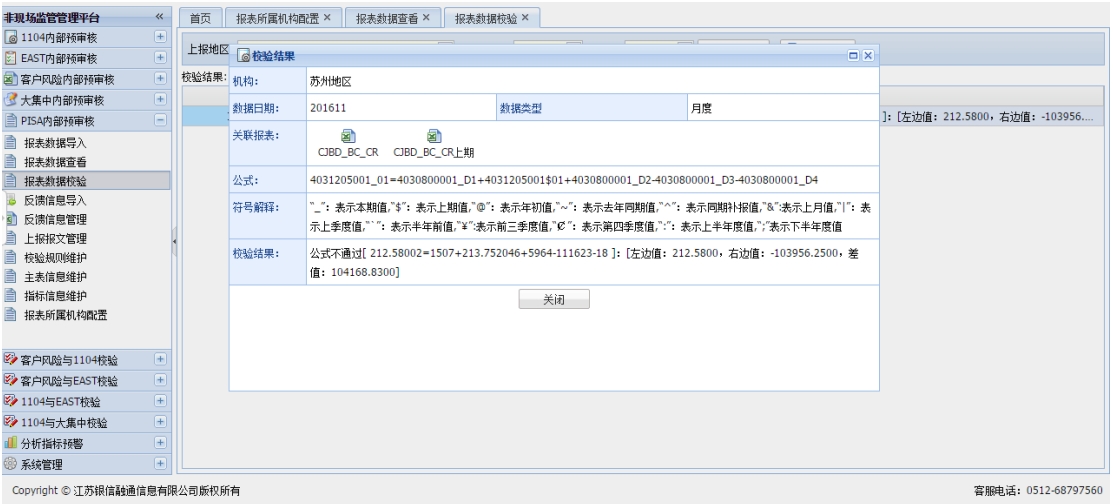 非现场监管管理平台
首页
报表所属机构配置
报表数据查看
报表数据校验
1104内部预审核
EAST内部预审核
客户风险内部预审核
大集中内部预审核
PISA内部预审核
报表数据导入
报表数据查看
报表数据校验
反馈信息导入
反馈信息管理
上报报文管理
校验规则维护
主表信息维护
指标信息维护
报表所属机构配置
客户风险与1104校验
客户风险与EAST校验
1104与EAST校验
1104与大集中校验
分析指标预警
系统管理
上报地区
校验结果:
]: [左边值: 212.5800, 右边值: -103956....
校验结果
机构: 苏州地区
数据日期: 201611 数据类型 月度
关联报表: CJBD_BC_CR CJBD_BC_CR上期
公式: 4031205001_01=4030800001_D1+4031205001$01+4030800001_D2-4030800001_D3-4030800001_D4
符号解释: "_": 表示本期值,"$": 表示上期值,"@": 表示年初值,"~": 表示去年同期值,"^": 表示同期补报值,"&":表示上月值,"|": 表
示上季度值,"`": 表示半年前值,"¥":表示前三季度值,"₡": 表示第四季度值,":": 表示上半年度值,";"表示下半年度值
校验结果: 公式不通过[ 212.58002=1507+213.752046+5964-111623-18 ]: [左边值: 212.5800, 右边值: -103956.2500, 差
值: 104168.8300]
关闭
Copyright © 江苏银信融通信息有限公司版权所有
客服电话: 0512-68797560